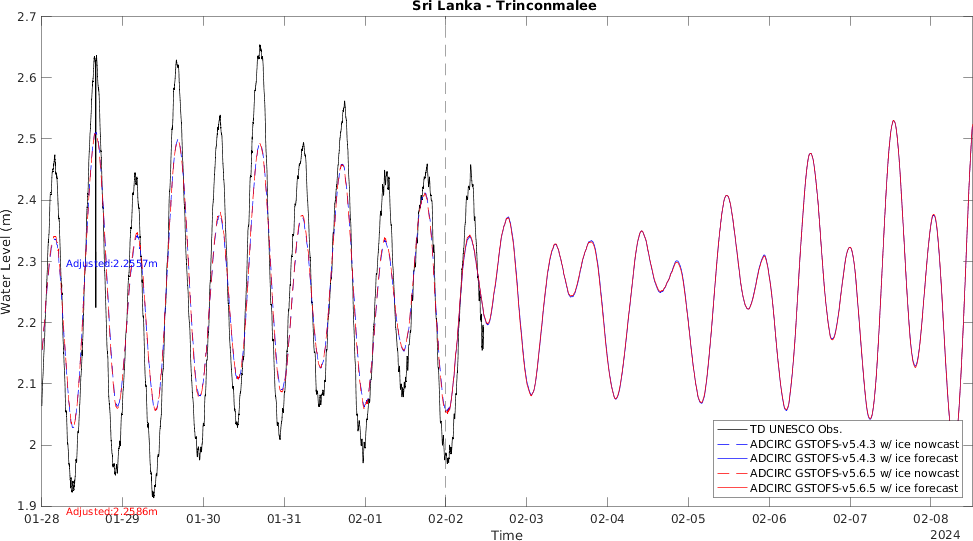 Sri Lanka - Trinconmalee
2.7
2.6
2.5
2.4
2.3
2.2
2.1
2
1.9
Water Level (m)
Adjusted:2.2557m
Adjusted:2.2586m
TD UNESCO Obs.
ADCIRC GSTOFS-v5.4.3 w/ ice nowcast
ADCIRC GSTOFS-v5.4.3 w/ ice forecast
ADCIRC GSTOFS-v5.6.5 w/ ice nowcast
ADCIRC GSTOFS-v5.6.5 w/ ice forecast
01-28 01-29 01-30 01-31 02-01 02-02 02-03 02-04 02-05 02-06 02-07 02-08
Time
2024